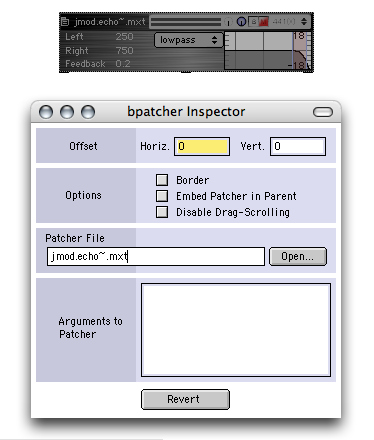 jmod.echo~.mxt
Left 250 lowpass 18
Right 750
Feedback 0.2 -18
bpatcher Inspector
Offset Horiz. 0 Vert. 0
Border
Options Embed Patcher in Parent
Disable Drag-Scrolling
Patcher File
jmod.echo~.mxt Open...
Arguments to
Patcher
Revert